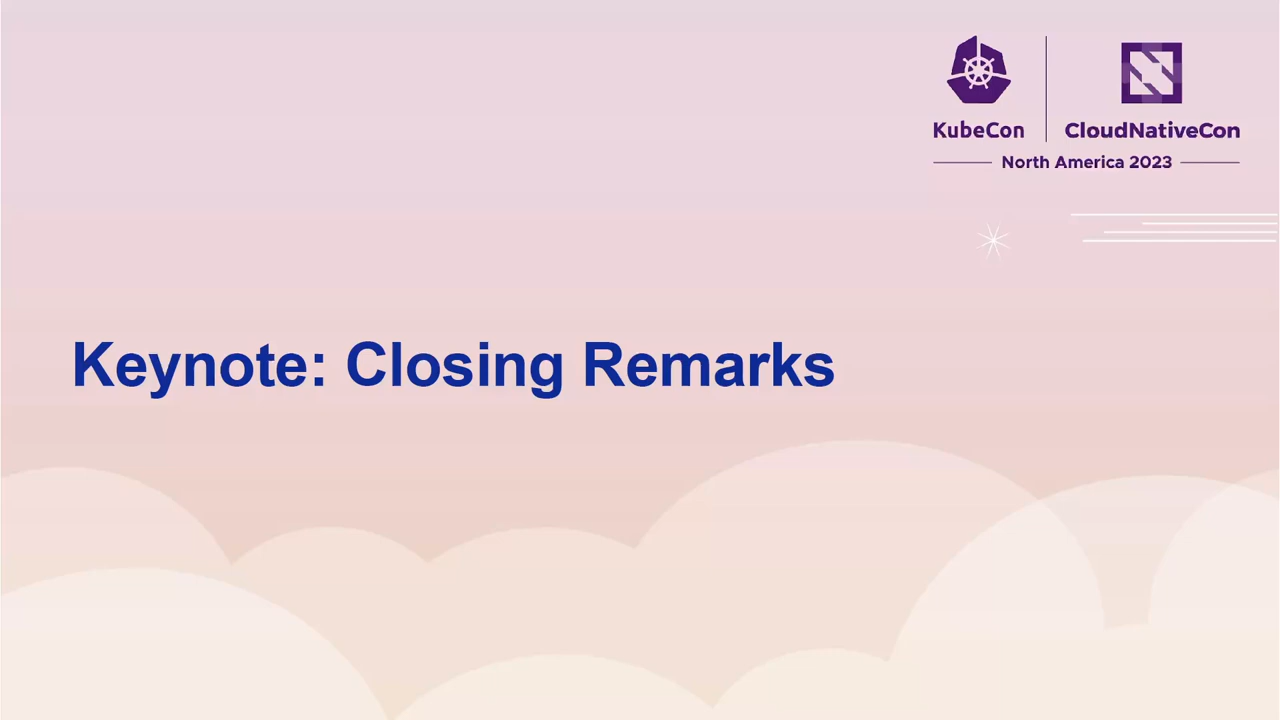 KubeCon
CloudNativeCon
North America 2023
Keynote: Closing Remarks